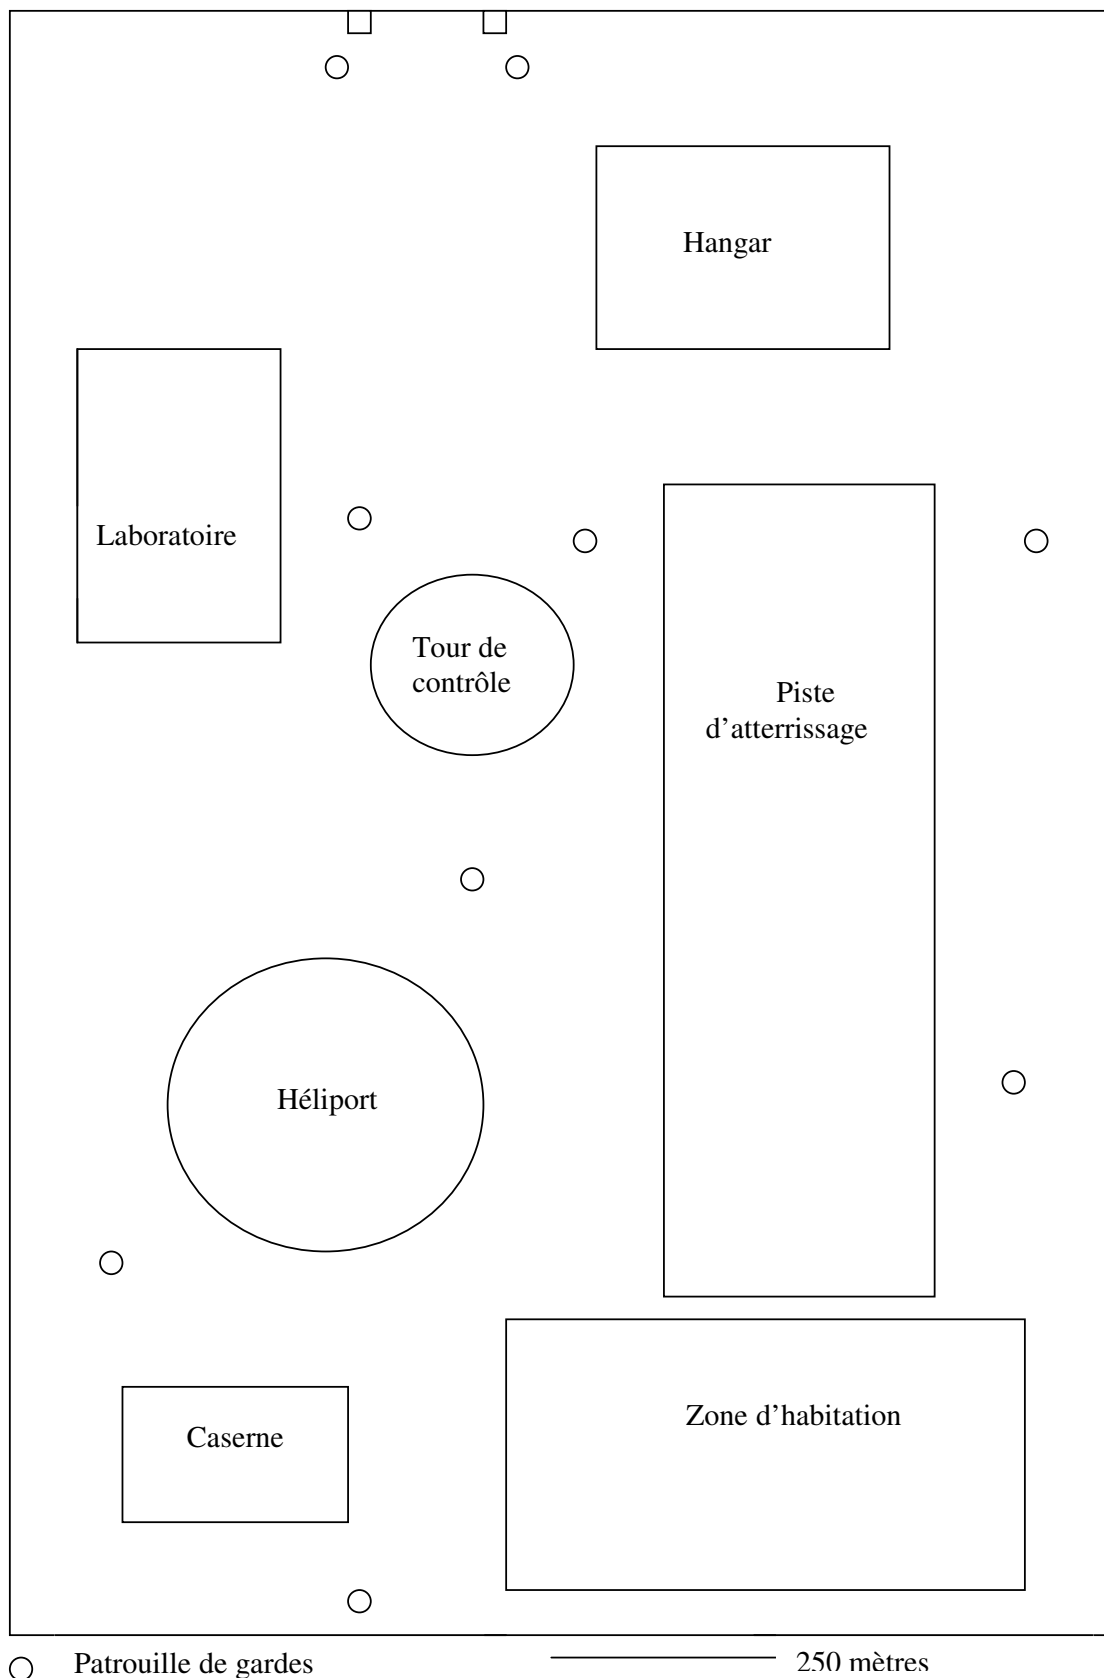 Hangar
Laboratoire
Tour de
contrôle
Piste
d’atterrissage
Héliport
Zone d’habitation
Caserne
Patrouille de gardes
250 mètres